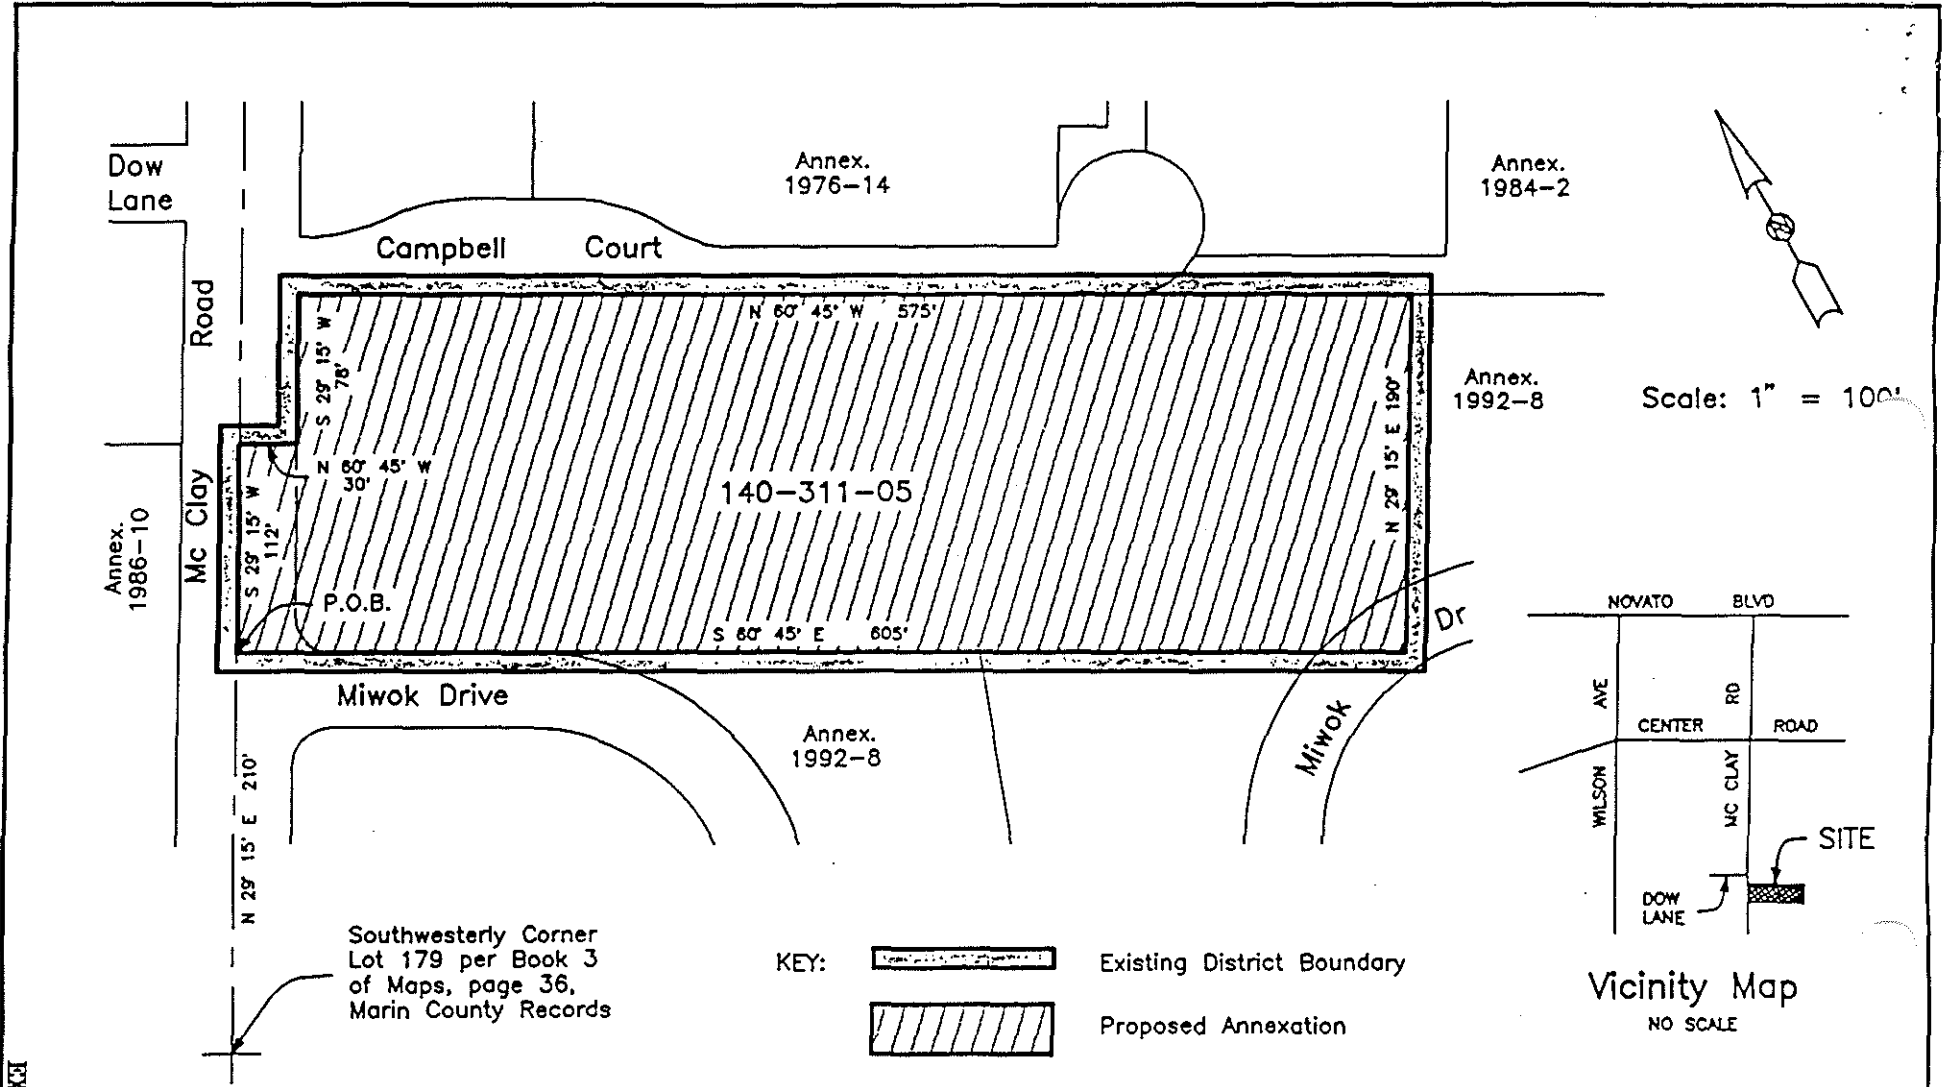 Dow
Lane
Annex.
1976-14
Annex.
1984-2
Campbell Court
Road
Mc Clay
Annex.
1986-10
N 60° 45' W 575'
S 29° 15' W
78'
N 60° 45' W
30'
S 29° 15' W
112'
P.O.B.
140-311-05
N 29° 15' E 190'
S 60° 45' E 605'
Annex.
1992-8
Scale: 1" = 100'
Miwok Drive
Annex.
1992-8
Miwok
Dr
N 29° 15' E 210'
Southwesterly Corner
Lot 179 per Book 3
of Maps, page 36,
Marin County Records
KEY:
Existing District Boundary
Proposed Annexation
NOVATO BLVD
WILSON AVE
CENTER ROAD
MC CLAY RD
SITE
DOW
LANE
Vicinity Map
NO SCALE